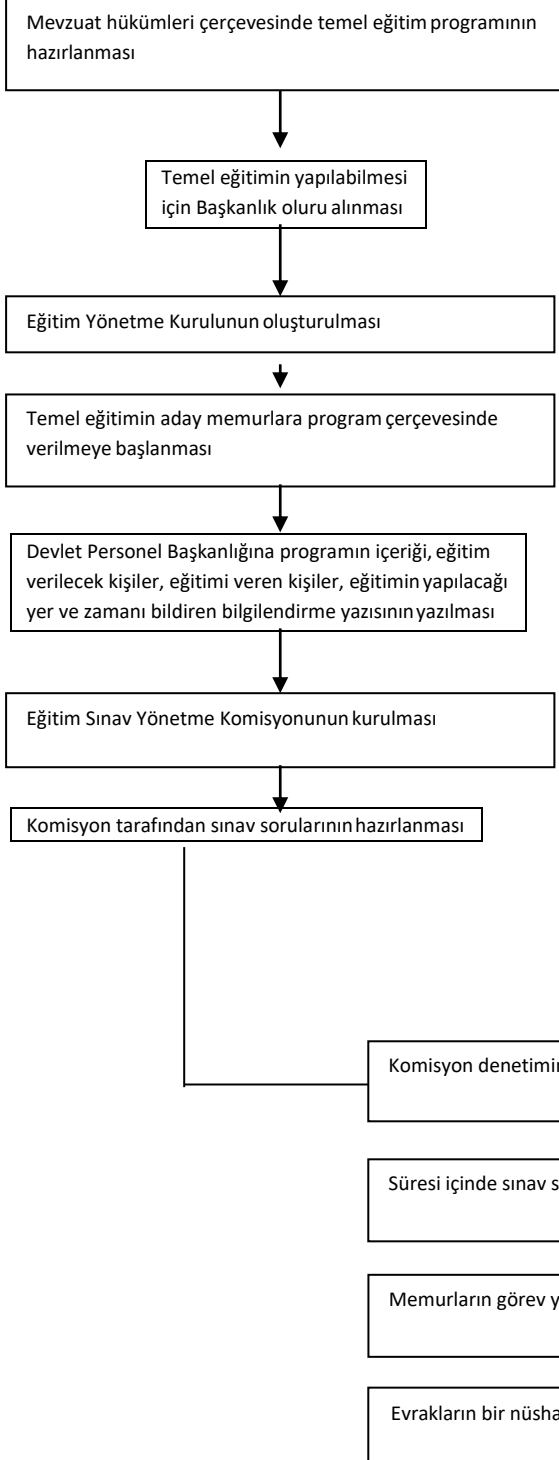 Mevzuat hükümleri çerçevesinde temel eğitim programının
hazırlanması
Temel eğitimin yapılabilmesi
için Başkanlık oluru alınması
Eğitim Yönetme Kurulunun oluşturulması
Temel eğitimin aday memurlara program çerçevesinde
verilmeye başlanması
Devlet Personel Başkanlığına programın içeriği, eğitim
verilecek kişiler, eğitimi veren kişiler, eğitimin yapılacağı
yer ve zamanı bildiren bilgilendirme yazısının yazılması
Eğitim Sınav Yönetme Komisyonunun kurulması
Komisyon tarafından sınav sorularının hazırlanması
Komisyon
Süresi içinde sınav
Memurların görev
Evrakların bir